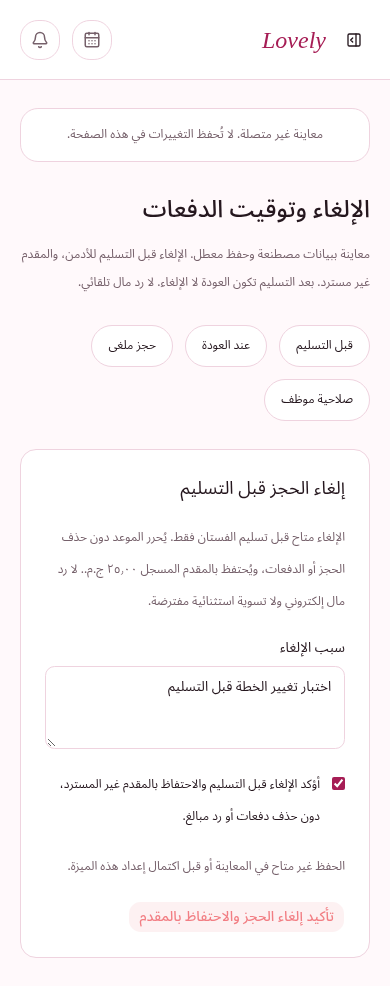 Lovely
معاينة غير متصلة. لا تُحفظ التغييرات في هذه الصفحة.
الإلغاء وتوقيت الدفعات
معاينة ببيانات مصطنعة وحفظ معطل. الإلغاء قبل التسليم للأدمن، والمقدم
غير مسترد. بعد التسليم تكون العودة لا الإلغاء. لا رد مال تلقائي.
قبل التسليم
عند العودة
حجز ملغى
صلاحية موظف
إلغاء الحجز قبل التسليم
الإلغاء متاح قبل تسليم الفستان فقط. يُحرر الموعد دون حذف
الحجز أو الدفعات، ويُحتفظ بالمقدم المسجل ٢٥٫٠٠ ج.م.. لا رد
مال إلكتروني ولا تسوية استثنائية مفترضة.
سبب الإلغاء
اختبار تغيير الخطة قبل التسليم
أؤكد الإلغاء قبل التسليم والاحتفاظ بالمقدم غير المسترد،
دون حذف دفعات أو رد مبالغ.
الحفظ غير متاح في المعاينة أو قبل اكتمال إعداد هذه الميزة.
تأكيد إلغاء الحجز والاحتفاظ بالمقدم